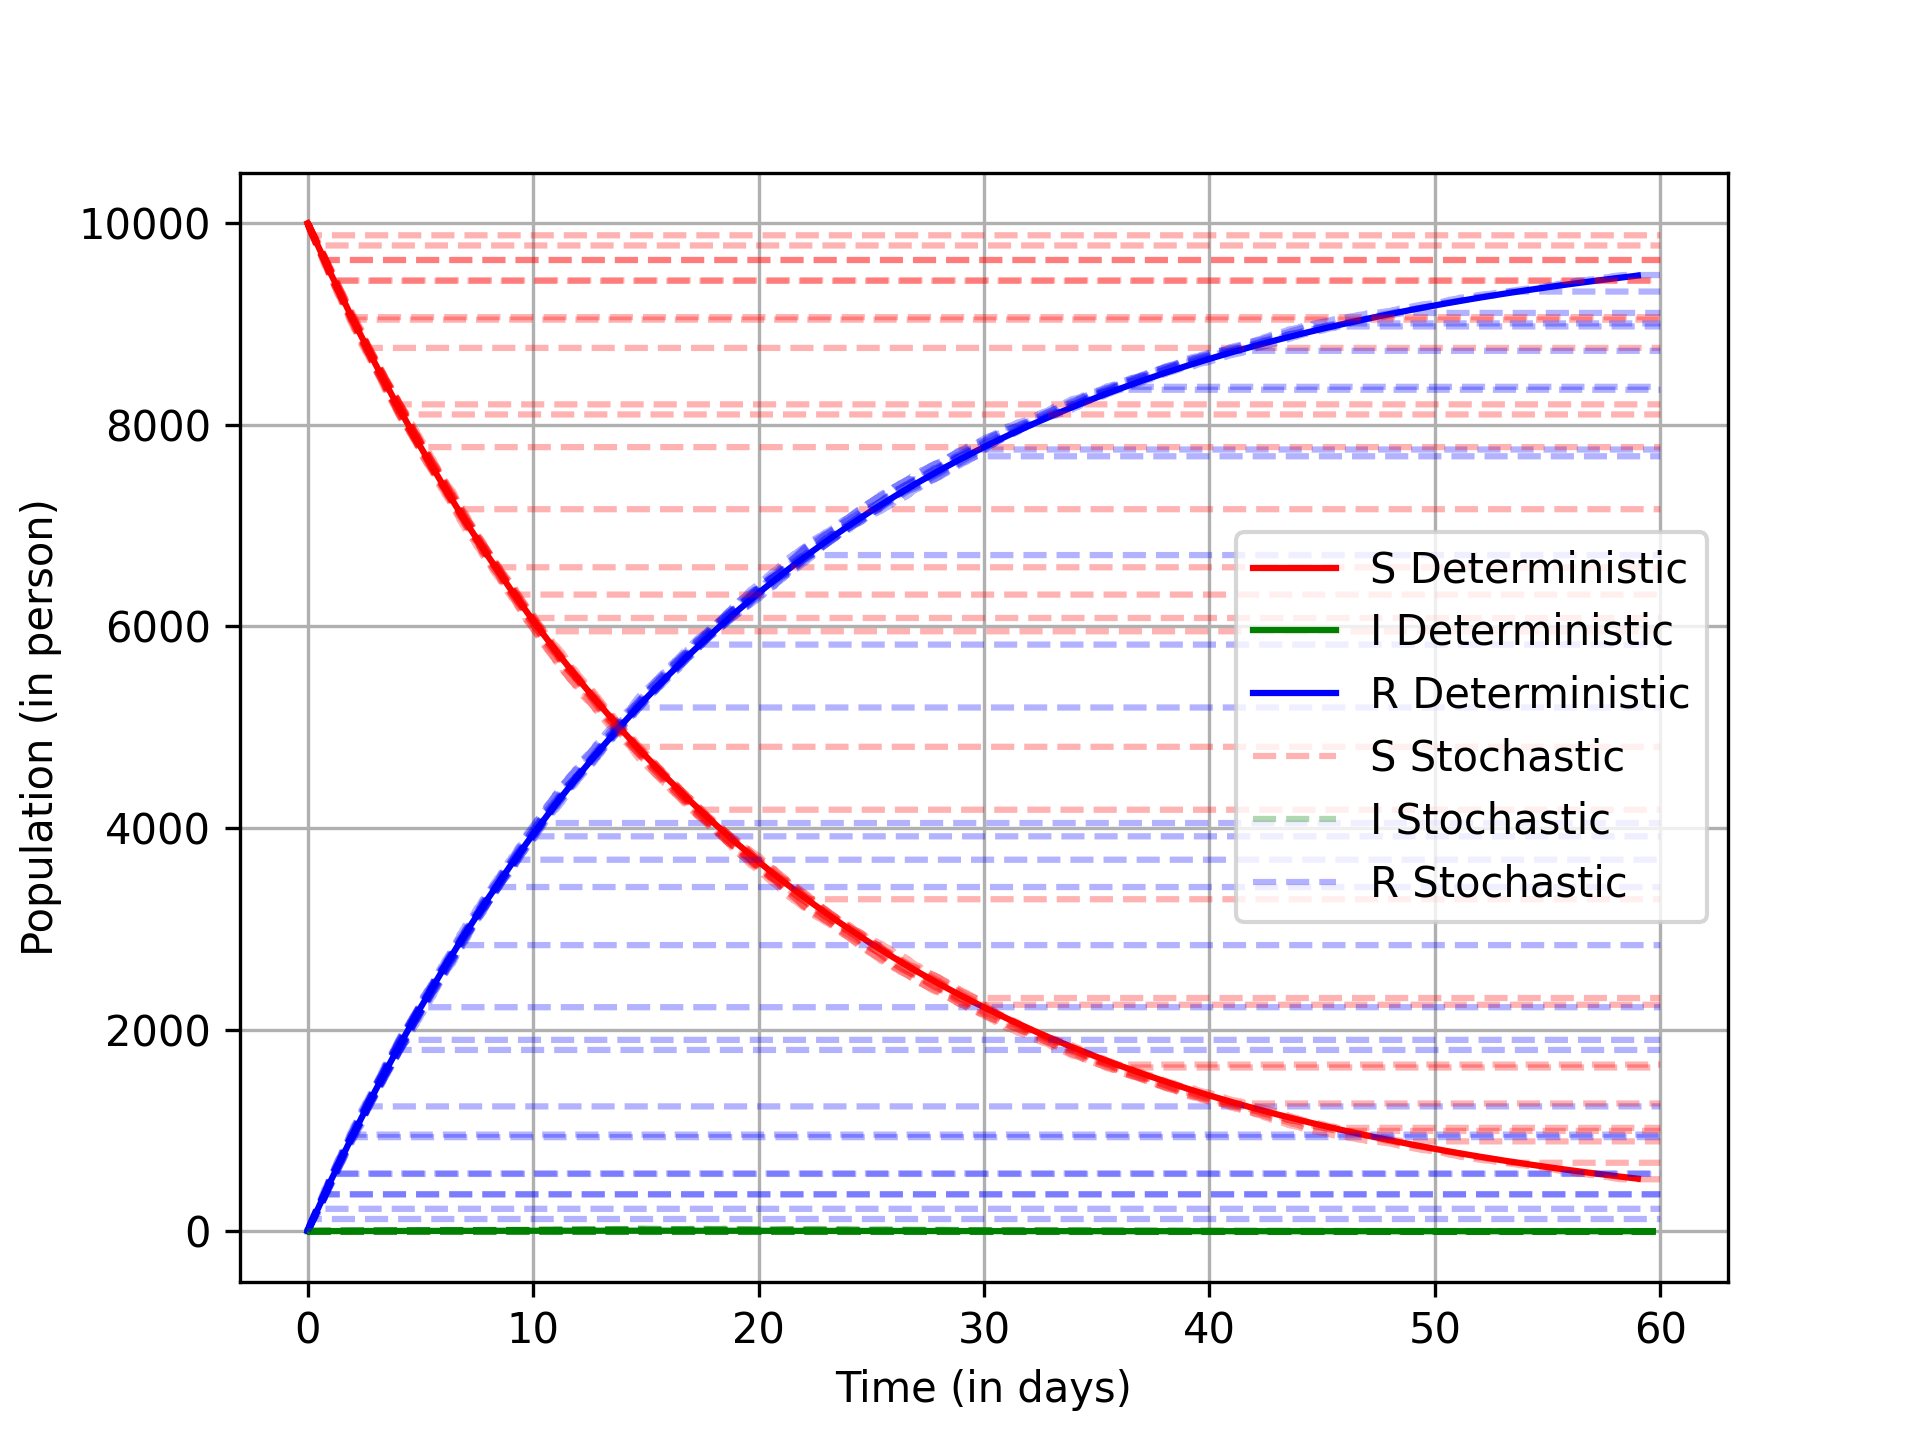 Population (in person)
10000
8000
6000
4000
2000
0
S Deterministic
I Deterministic
R Deterministic
S Stochastic
I Stochastic
R Stochastic
0 10 20 30 40 50 60
Time (in days)